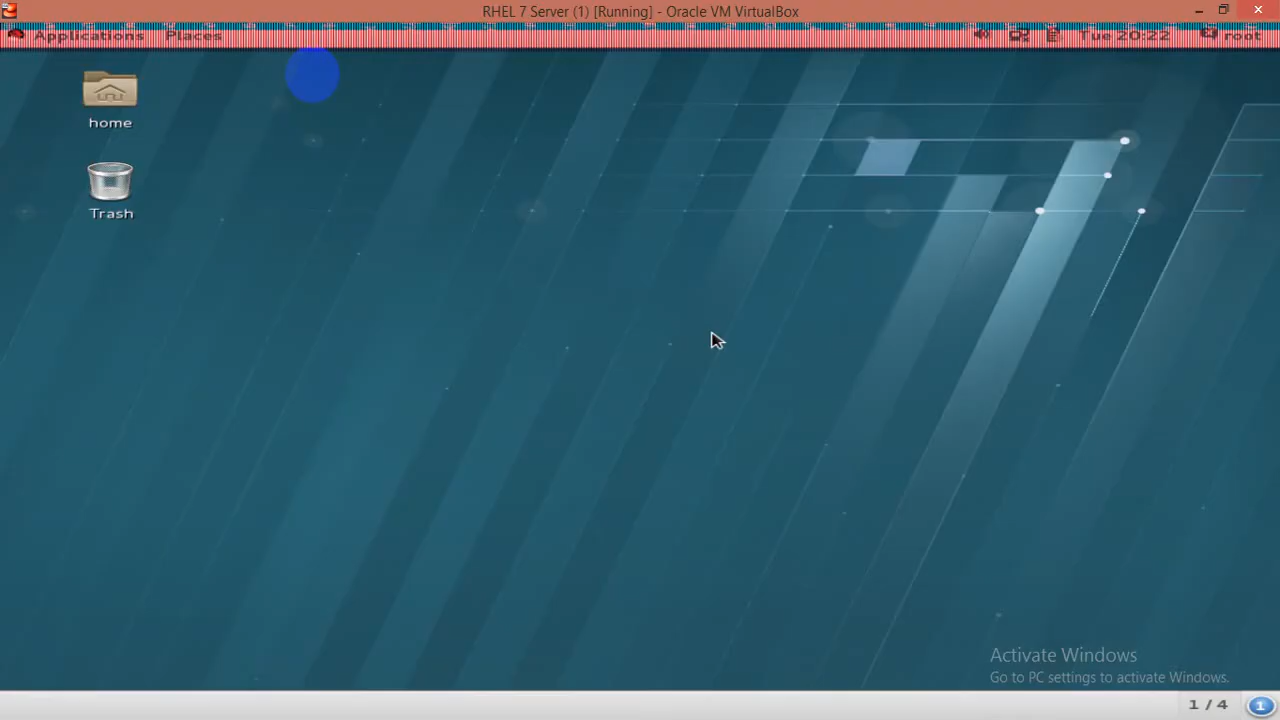 RHEL 7 Server (1) [Running] - Oracle VM VirtualBox
Applications Places Tue 20:22 root
home
Trash
Activate Windows
Go to PC settings to activate Windows.
1 / 4 1